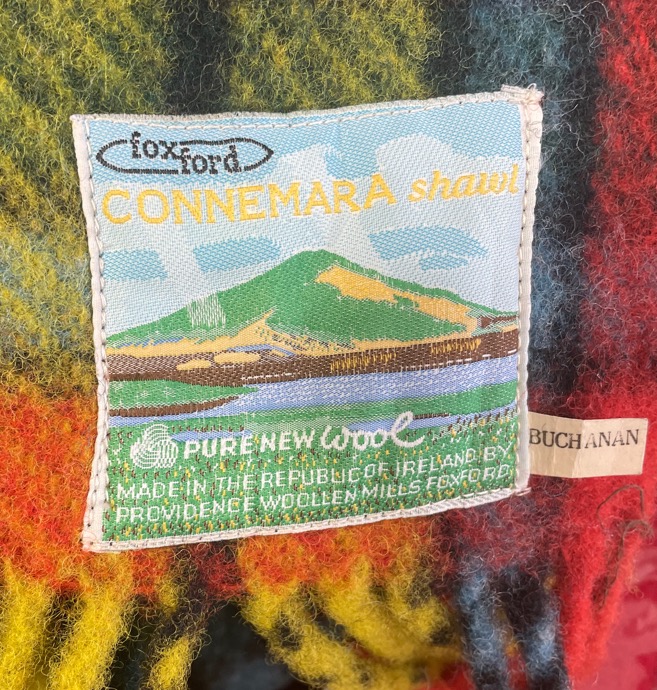 foxford
CONNEMARA shawl
PURE NEW wool
MADE IN THE REPUBLIC OF IRELAND BY
PROVIDENCE WOOLLEN MILLS FOXFORD
BUCHANAN